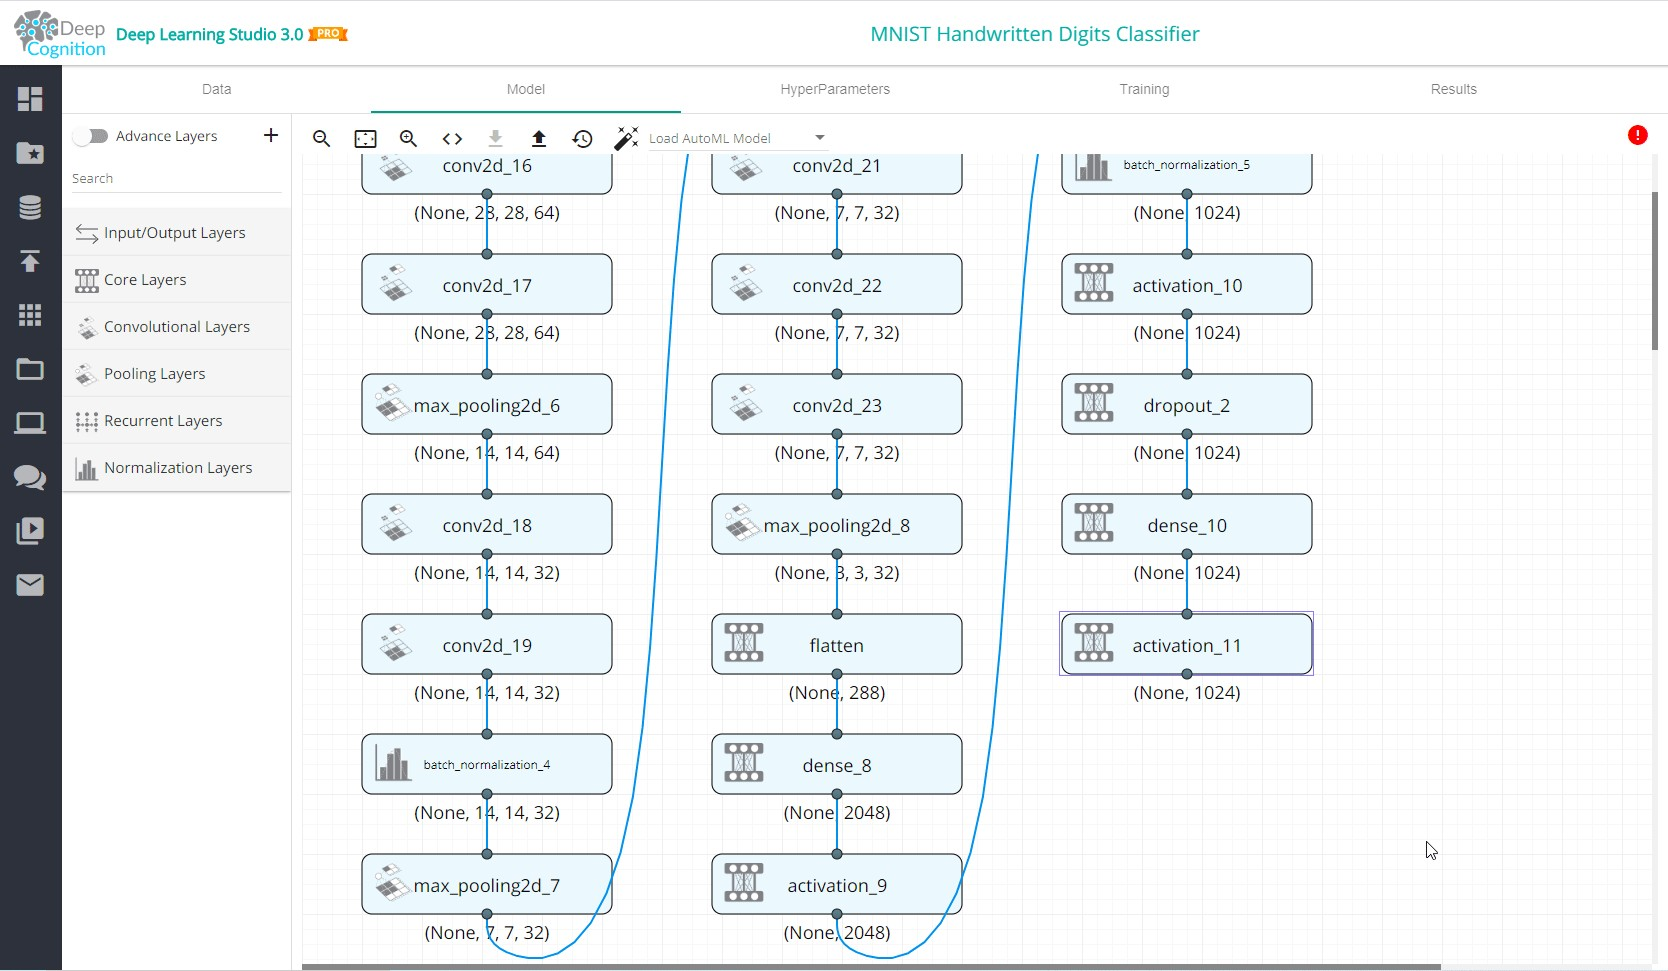 Deep Cognition
Deep Learning Studio 3.0 PRO
MNIST Handwritten Digits Classifier
Data
Model
HyperParameters
Training
Results
Advance Layers
+
Search
Input/Output Layers
Core Layers
Convolutional Layers
Pooling Layers
Recurrent Layers
Normalization Layers
Load AutoML Model
!
conv2d_16
(None, 28, 28, 64)
conv2d_17
(None, 28, 28, 64)
max_pooling2d_6
(None, 14, 14, 64)
conv2d_18
(None, 14, 14, 32)
conv2d_19
(None, 14, 14, 32)
batch_normalization_4
(None, 14, 14, 32)
max_pooling2d_7
(None, 7, 7, 32)
conv2d_21
(None, 7, 7, 32)
conv2d_22
(None, 7, 7, 32)
conv2d_23
(None, 7, 7, 32)
max_pooling2d_8
(None, 3, 3, 32)
flatten
(None, 288)
dense_8
(None, 2048)
activation_9
(None, 2048)
batch_normalization_5
(None, 1024)
activation_10
(None, 1024)
dropout_2
(None, 1024)
dense_10
(None, 1024)
activation_11
(None, 1024)